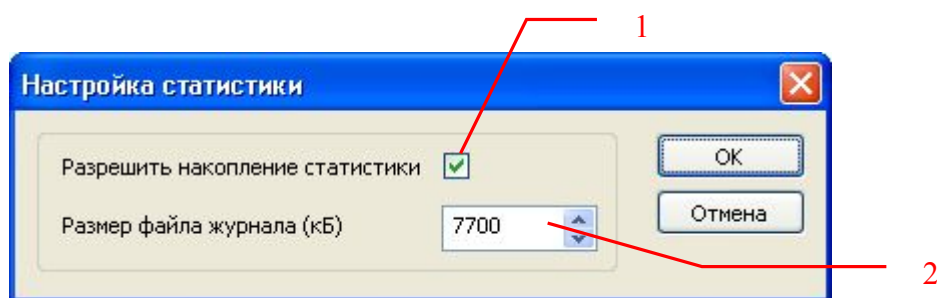 1
Настройка статистики
Разрешить накопление статистики
OK
Размер файла журнала (кБ)
7700
Отмена
2